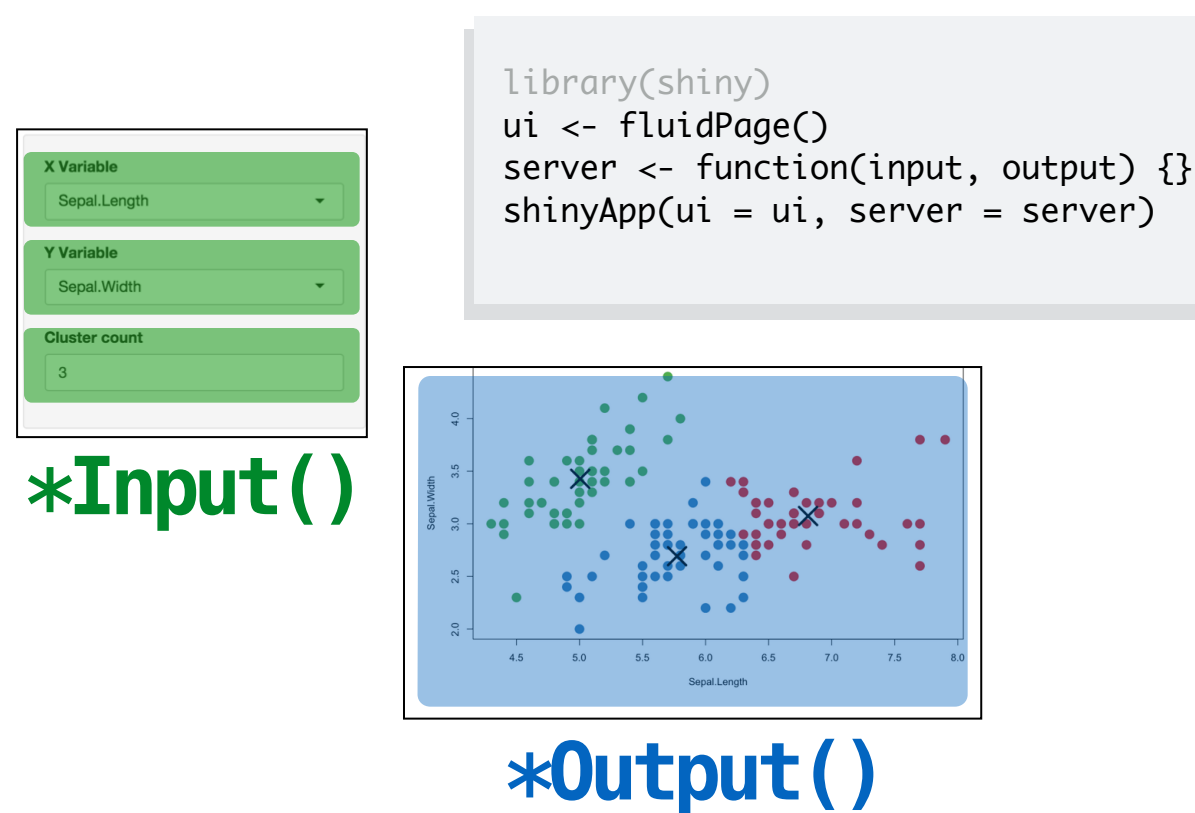 library(shiny)
ui <- fluidPage()
server <- function(input, output) {}
shinyApp(ui = ui, server = server)
X Variable
Sepal.Length
Y Variable
Sepal.Width
Cluster count
3
*Input()
4.0
3.5
3.0
2.5
2.0
Sepal.Width
4.5 5.0 5.5 6.0 6.5 7.0 7.5 8.0
Sepal.Length
*Output()